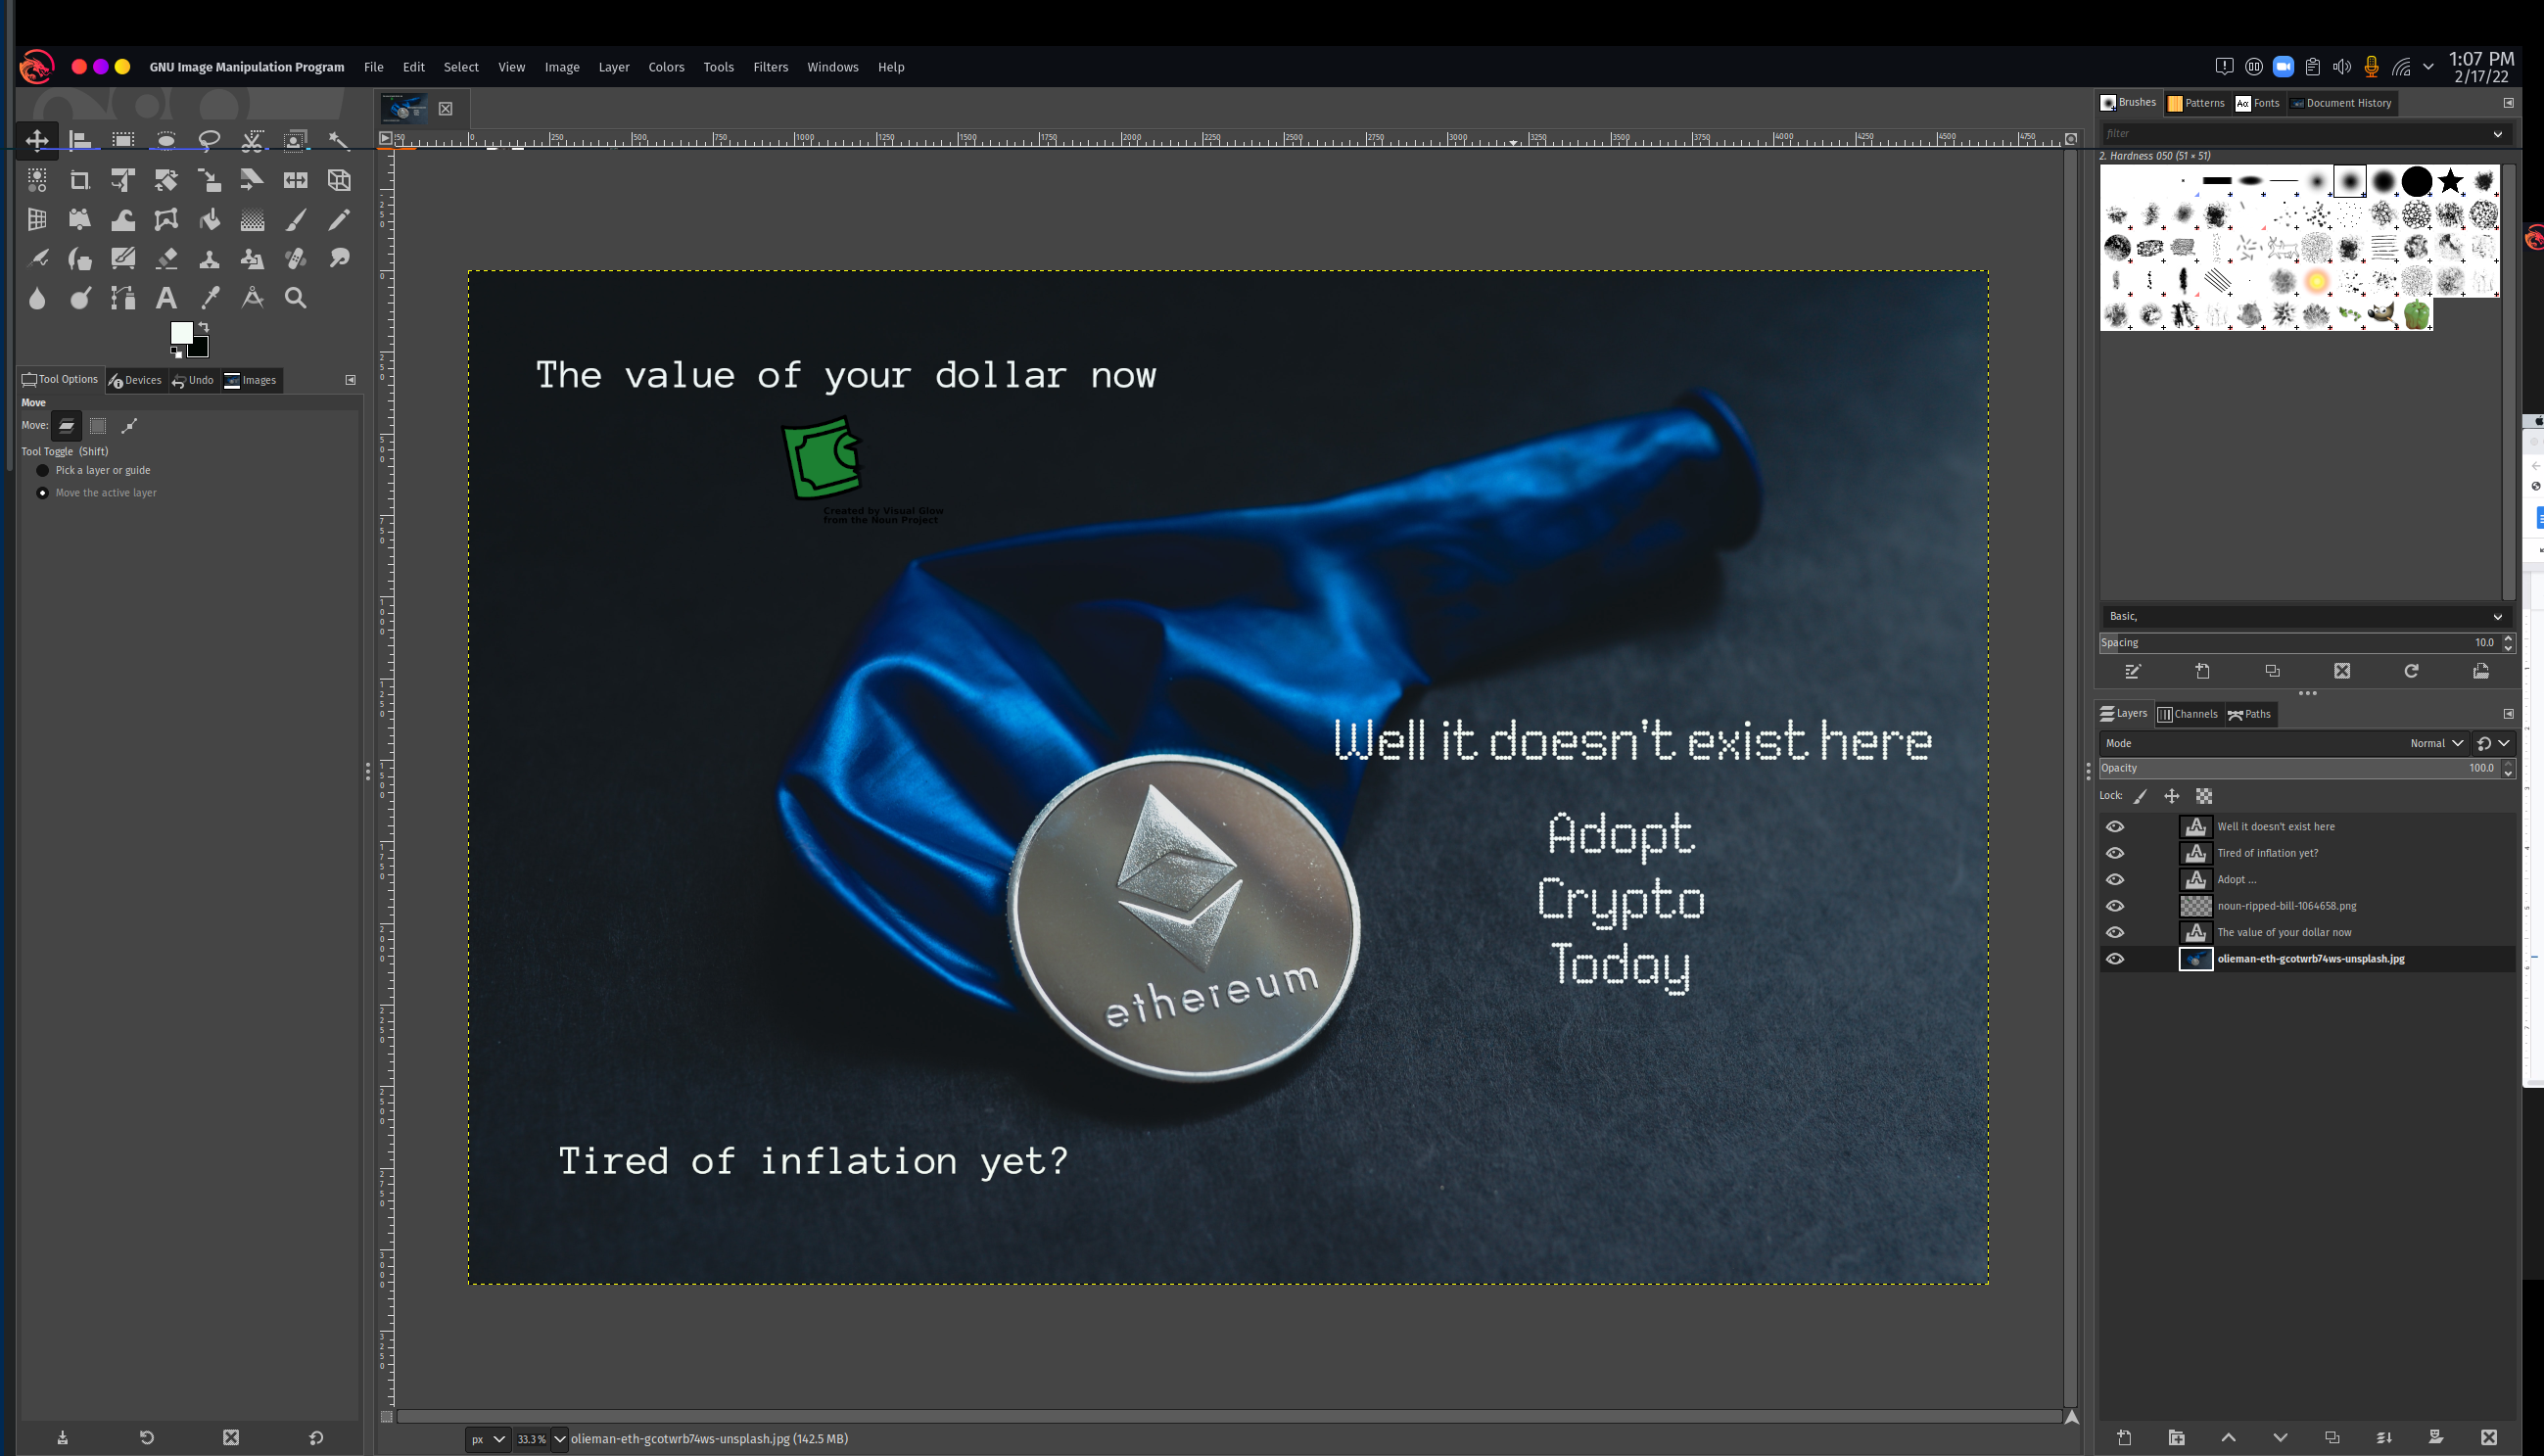 GNU Image Manipulation Program File Edit Select View Image Layer Colors Tools Filters Windows Help
1:07 PM
2/17/22
Tool Options Devices Undo Images
Move
Move:
Tool Toggle (Shift)
Pick a layer or guide
Move the active layer
The value of your dollar now
Created by Visual Glow
from the Noun Project
Well it doesn't exist here
Adopt
Crypto
Today
ethereum
Tired of inflation yet?
px 33.3 % olieman-eth-gcotwrb74ws-unsplash.jpg (142.5 MB)
Brushes Patterns Fonts Document History
filter
2. Hardness 050 (51 × 51)
Basic,
Spacing 10.0
Layers Channels Paths
Mode Normal
Opacity 100.0
Lock:
Well it doesn't exist here
Tired of inflation yet?
Adopt ...
noun-ripped-bill-1064658.png
The value of your dollar now
olieman-eth-gcotwrb74ws-unsplash.jpg